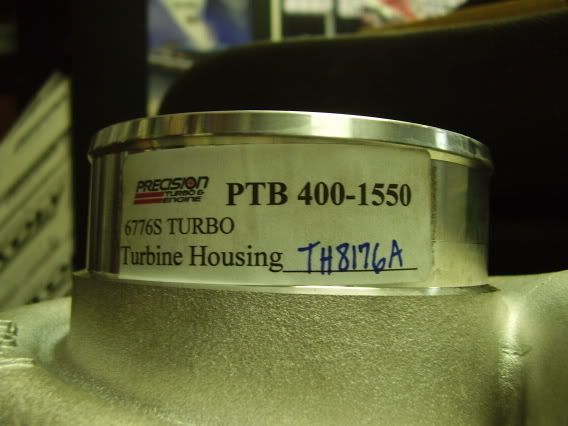 PRECISION
TURBO &
ENGINE
PTB 400-1550
6776S TURBO
Turbine Housing TH8176A